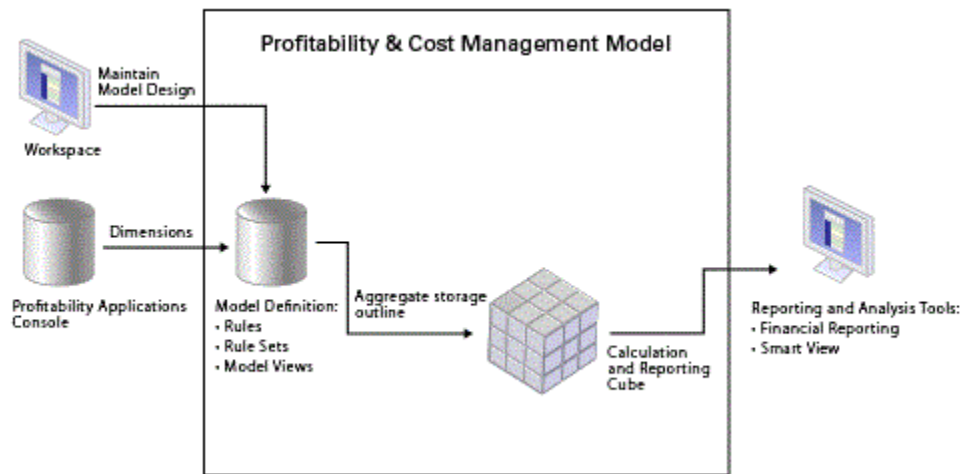 Profitability & Cost Management Model
Maintain
Model Design
Workspace
Dimensions
Profitability Applications
Console
Model Definition:
• Rules
• Rule Sets
• Model Views
Aggregate storage
outline
Calculation
and Reporting
Cube
Reporting and Analysis Tools:
• Financial Reporting
• Smart View